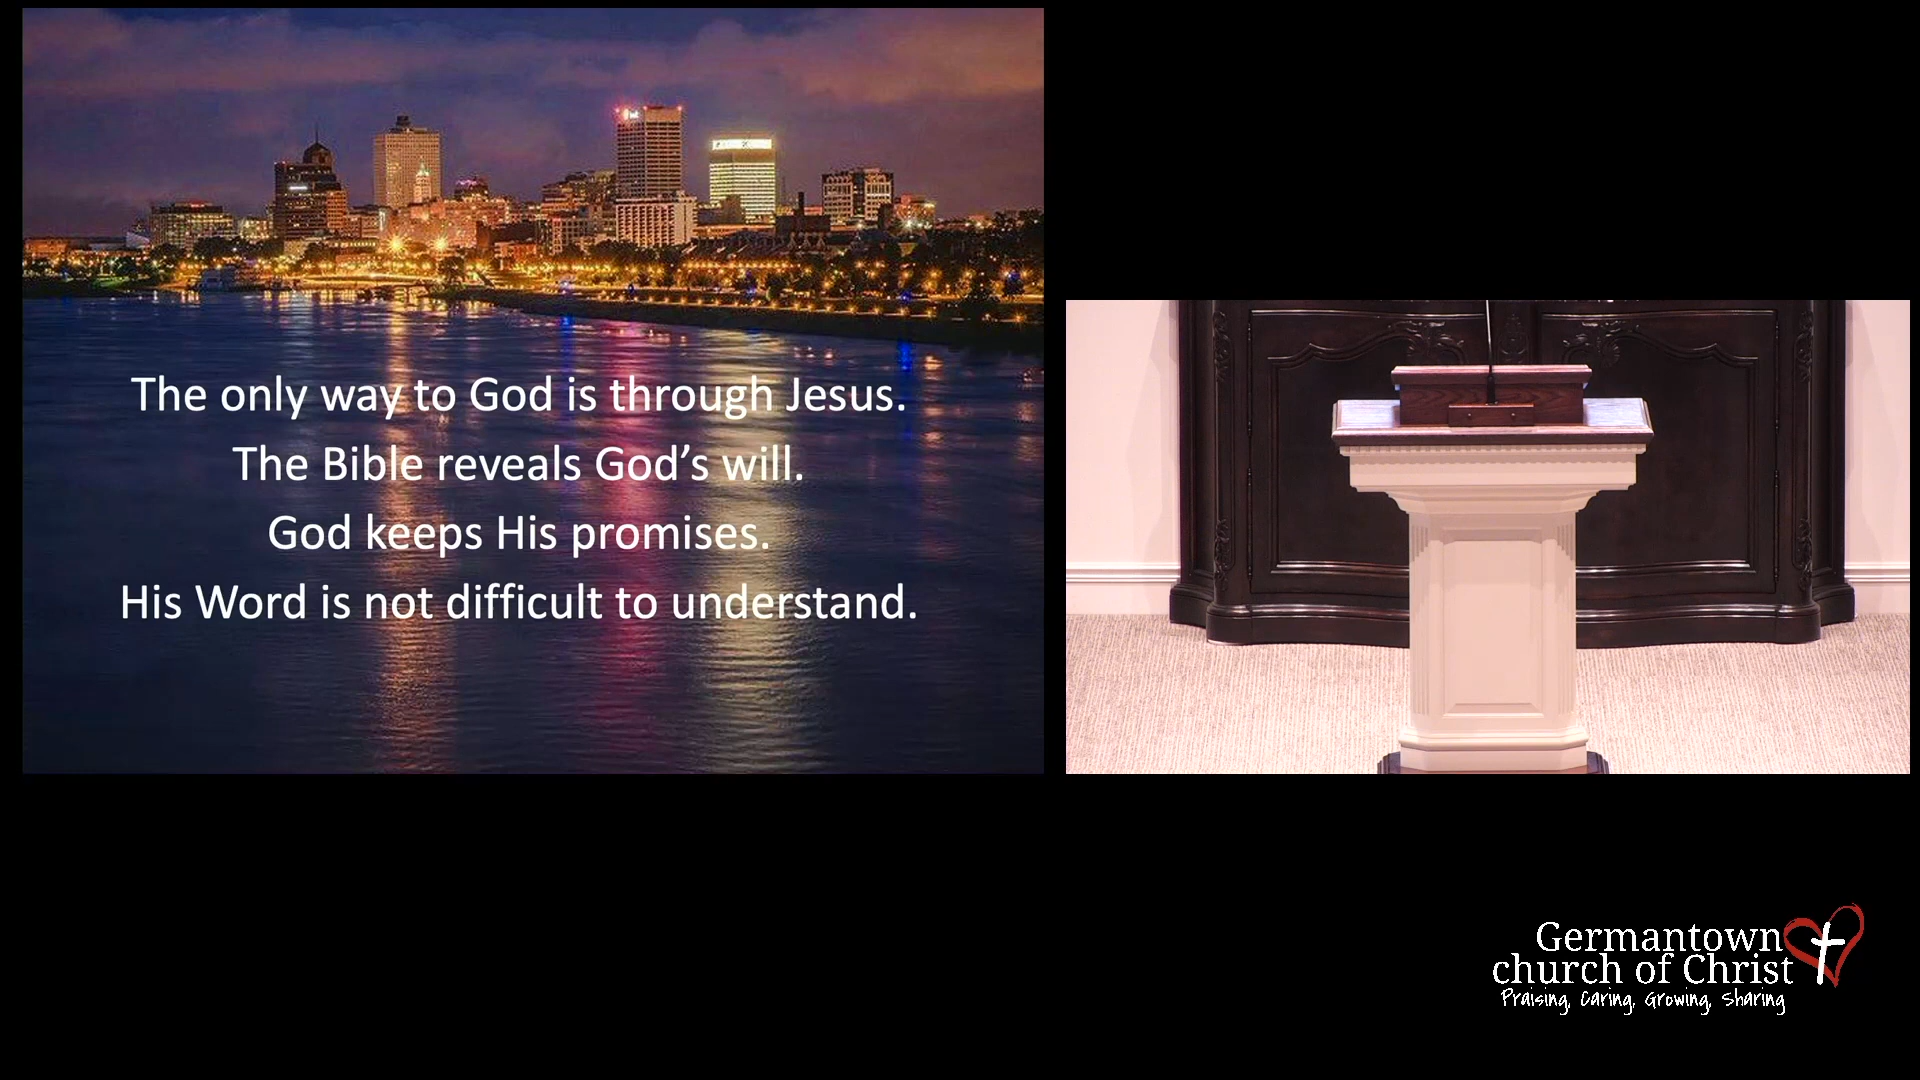 The only way to God is through Jesus.
The Bible reveals God’s will.
God keeps His promises.
His Word is not difficult to understand.
Germantown
church of Christ
Praising, Caring, Growing, Sharing